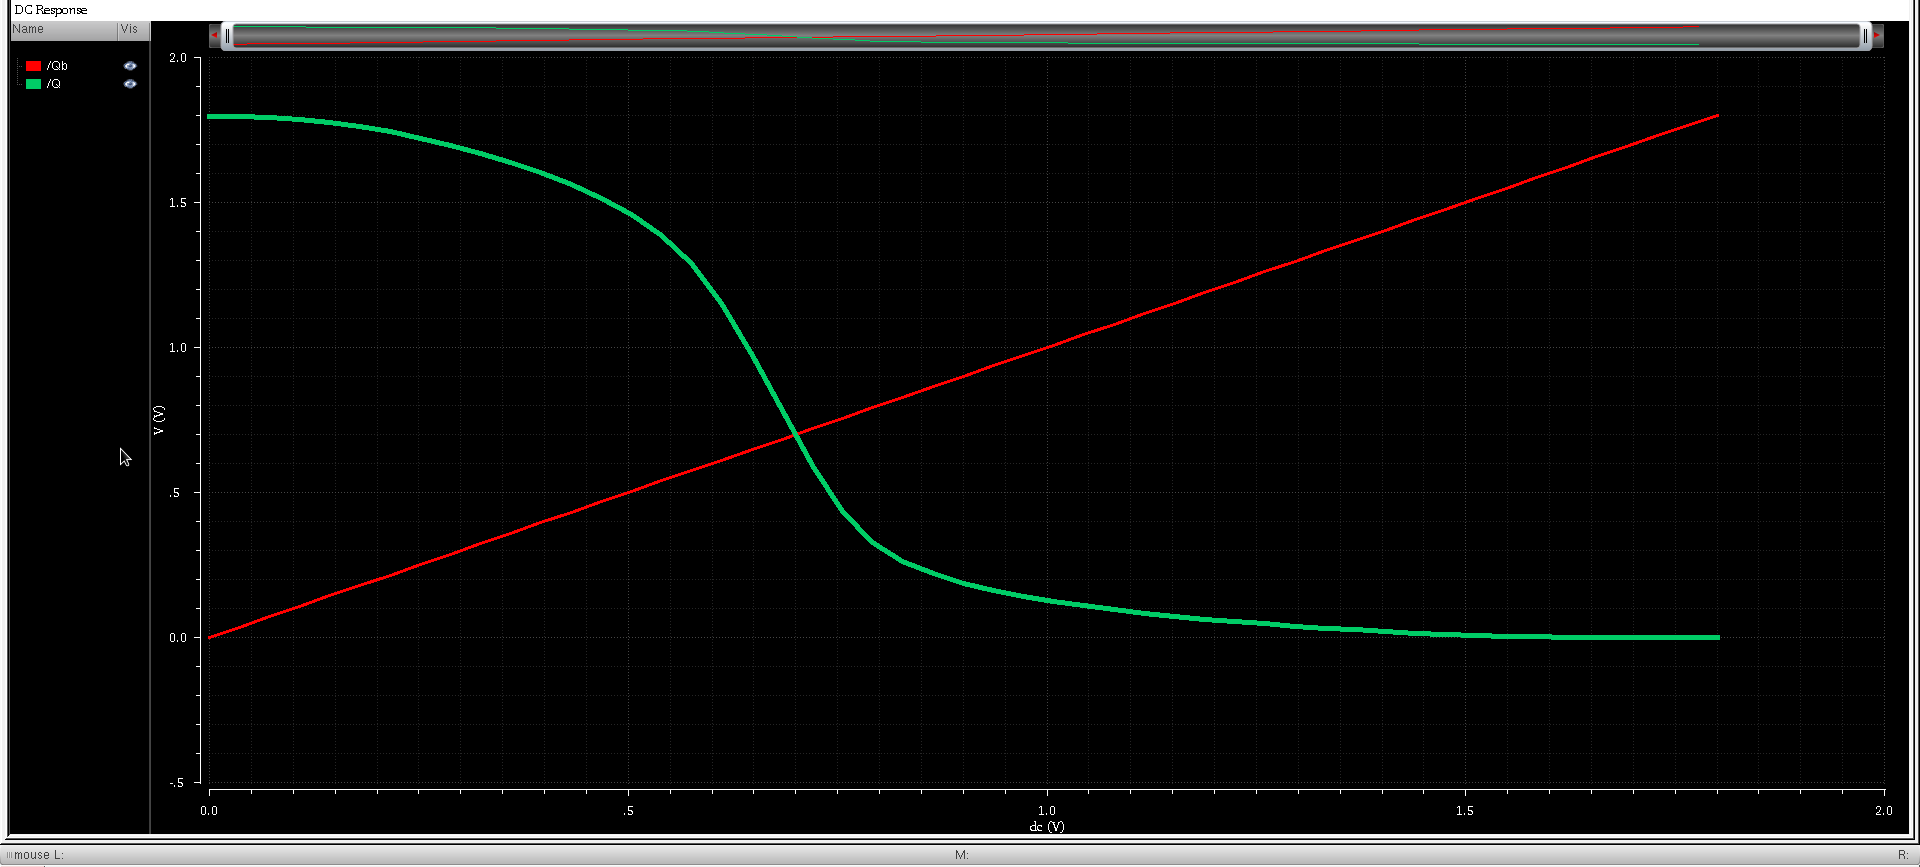 DC Response
Name Vis
/Qb
/Q
2.0
1.5
1.0
.5
0.0
-.5
V (V)
0.0 .5 1.0 1.5 2.0
dc (V)
mouse L: M: R: